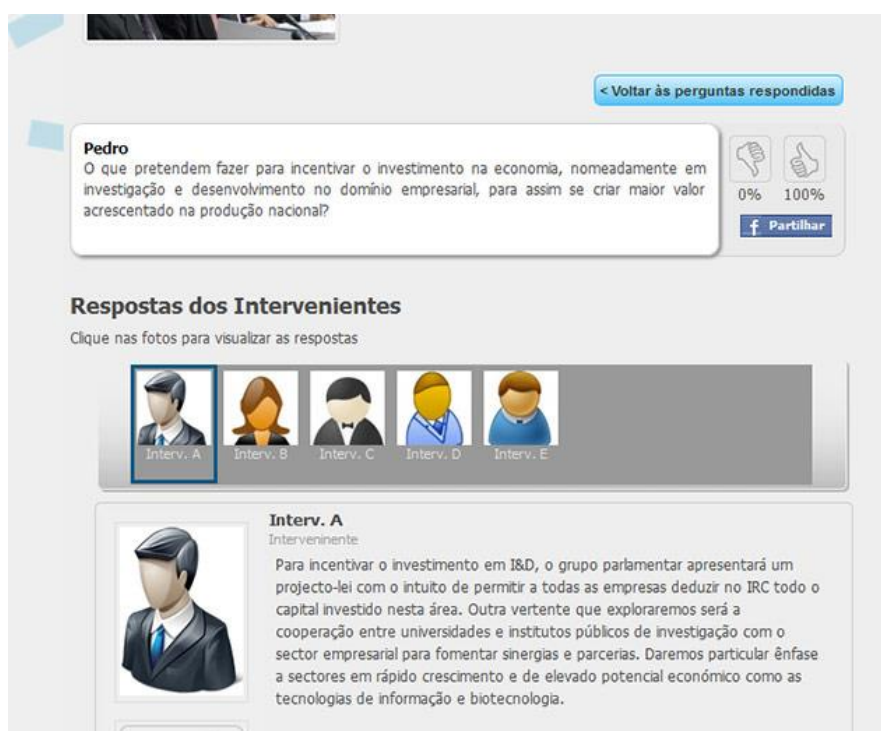 < Voltar às perguntas respondidas
Pedro
O que pretendem fazer para incentivar o investimento na economia, nomeadamente em
investigação e desenvolvimento no domínio empresarial, para assim se criar maior valor
acrescentado na produção nacional?
0% 100%
f Partilhar
Respostas dos Intervenientes
Clique nas fotos para visualizar as respostas
Interv. A Interv. B Interv. C Interv. D Interv. E
Interv. A
Interveninente
Para incentivar o investimento em I&D, o grupo parlamentar apresentará um
projecto-lei com o intuito de permitir a todas as empresas deduzir no IRC todo o
capital investido nesta área. Outra vertente que exploraremos será a
cooperação entre universidades e institutos públicos de investigação com o
sector empresarial para fomentar sinergias e parcerias. Daremos particular ênfase
a sectores em rápido crescimento e de elevado potencial económico como as
tecnologias de informação e biotecnologia.